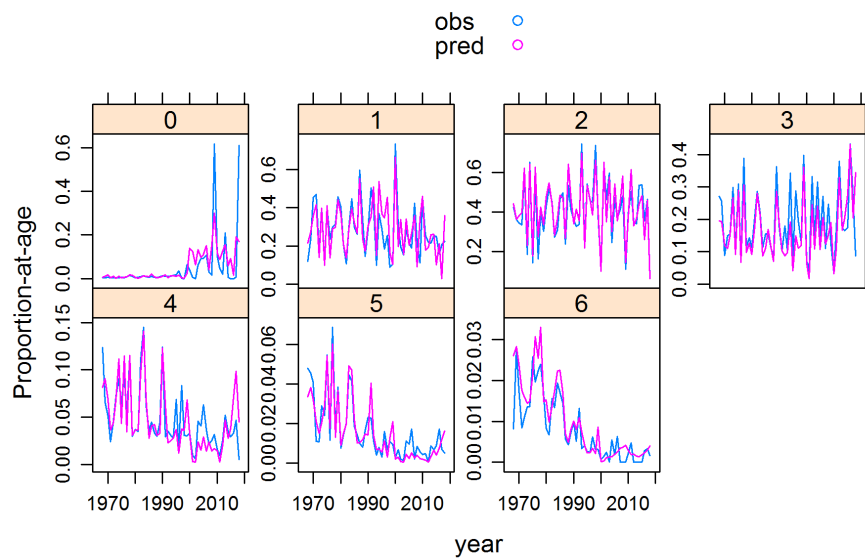 obs
pred
Proportion-at-age
0 1 2 3
0.0 0.2 0.4 0.6
0.0 0.2 0.4 0.6
0.2 0.4 0.6
0.0 0.1 0.2 0.3 0.4
4 5 6
0.00 0.05 0.10 0.15
0.00 0.02 0.04 0.06
0.00 0.01 0.02 0.03
1970 1990 2010 1970 1990 2010 1970 1990 2010
year